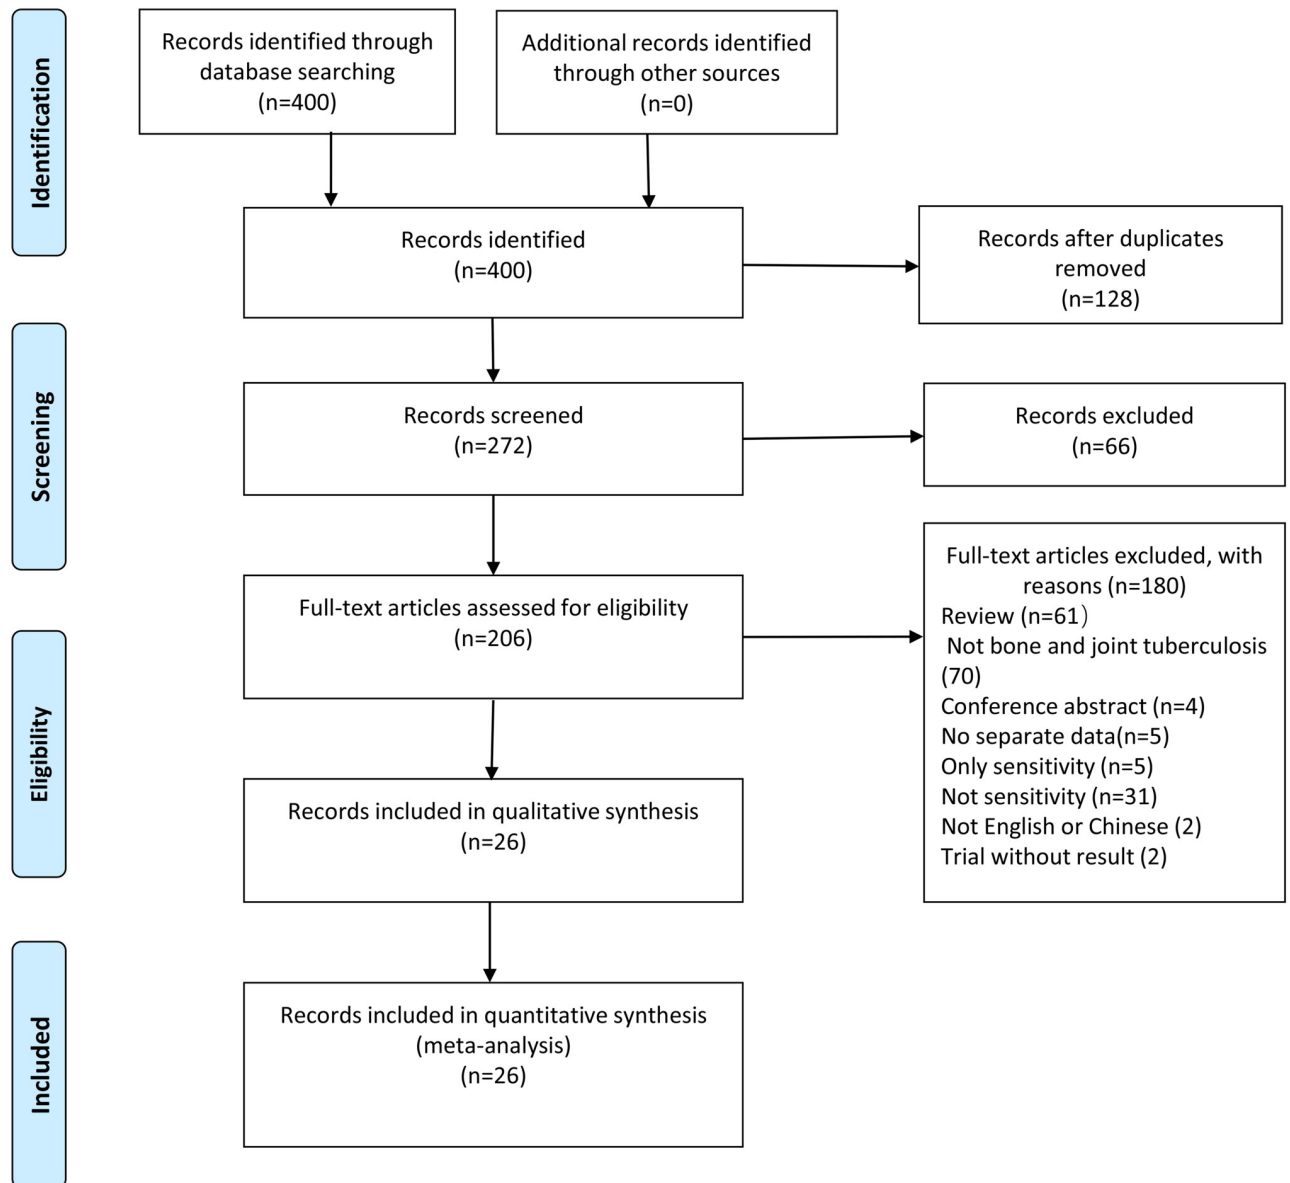 Identification
Records identified through
database searching
(n=400)
Additional records identified
through other sources
(n=0)
Records identified
(n=400)
Records after duplicates
removed
(n=128)
Screening
Records screened
(n=272)
Records excluded
(n=66)
Eligibility
Full-text articles assessed for eligibility
(n=206)
Full-text articles excluded, with
reasons (n=180)
Review (n=61）
Not bone and joint tuberculosis
(70)
Conference abstract (n=4)
No separate data(n=5)
Only sensitivity (n=5)
Not sensitivity (n=31)
Not English or Chinese (2)
Trial without result (2)
Records included in qualitative synthesis
(n=26)
Included
Records included in quantitative synthesis
(meta-analysis)
(n=26)